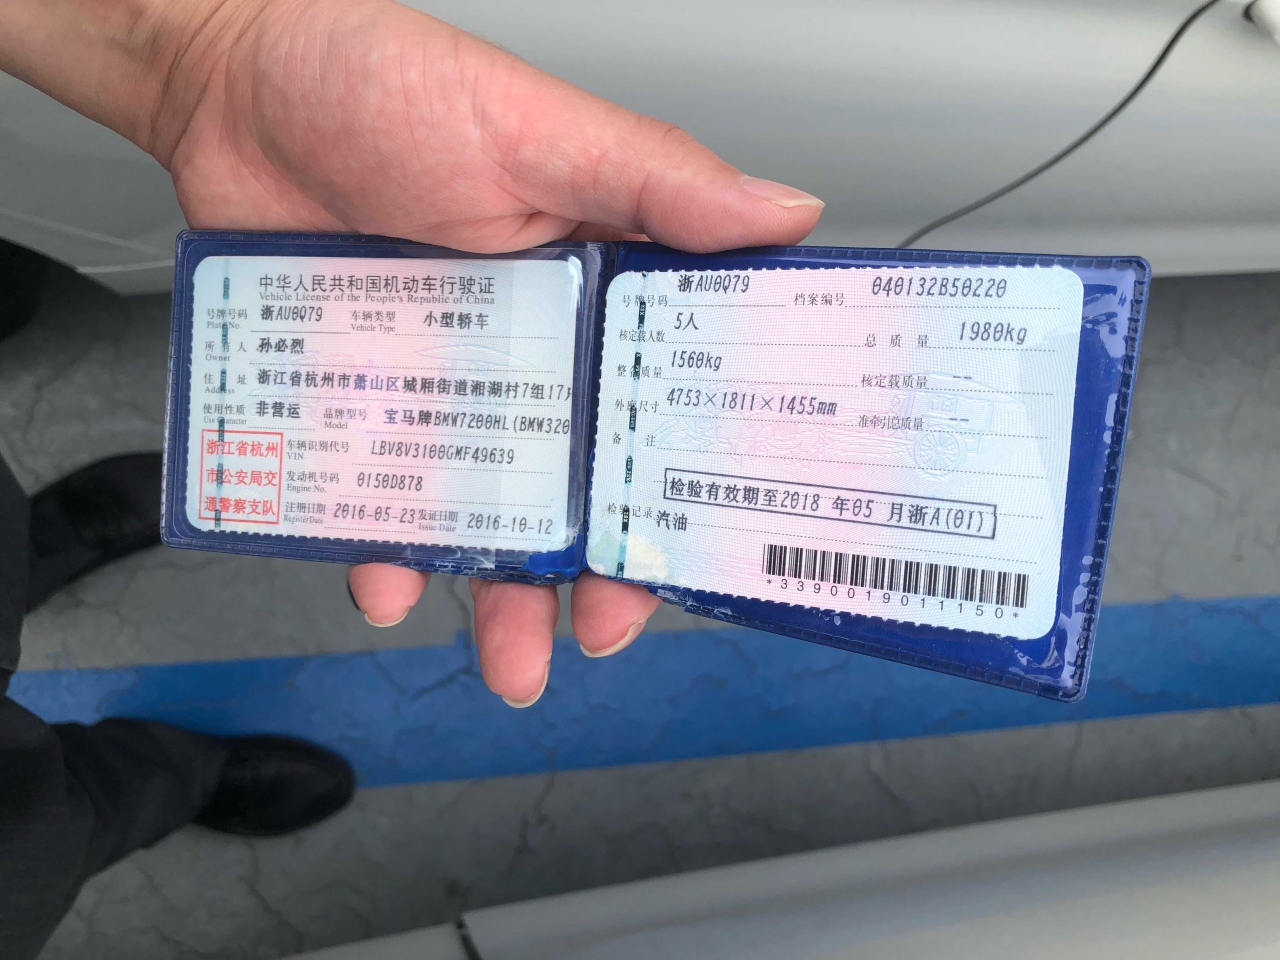 中华人民共和国机动车行驶证
Vehicle License of the People's Republic of China
号牌号码 浙AU0Q79 车辆类型 小型轿车
Plate No. Vehicle Type
所有人 孙必烈
Owner
住址 浙江省杭州市萧山区城厢街道湘湖村7组17户
Address
使用性质 非营运 品牌型号 宝马牌BMW7200HL(BMW320
Use Character Model
浙江省杭州
市公安局交
通警察支队
车辆识别代号 LBV8V3100GMF49639
VIN
发动机号码 0150D878
Engine No.
注册日期 2016-05-23 发证日期 2016-10-12
Register Date Issue Date
号牌号码 浙AU0Q79 档案编号 040132B50220
核定载人数 5人 总质量 1980kg
整备质量 1560kg 核定载质量 --
外廓尺寸 4753×1811×1455mm 准牵引总质量 --
备注
检验有效期至2018 年05 月浙A(01)
检验记录 汽油
*3390019011150*